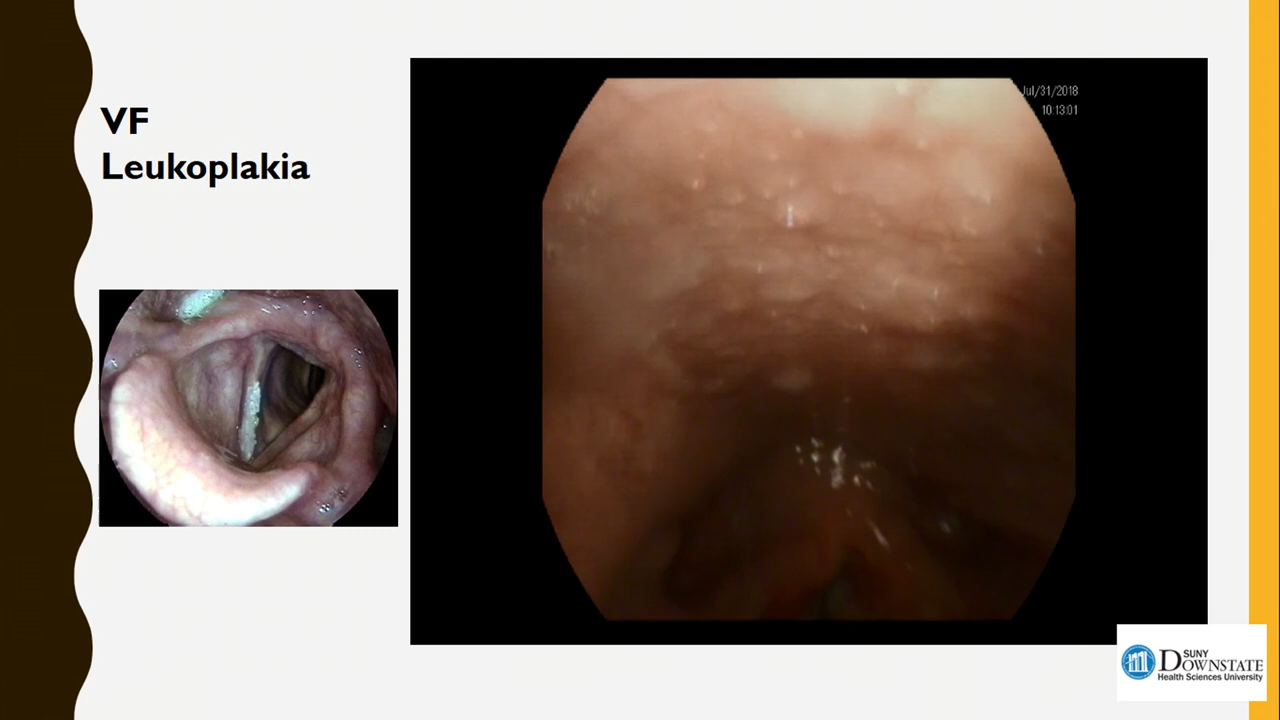 VF
Leukoplakia
Jul/31/2018
10:13:01
SUNY
DOWNSTATE
Health Sciences University